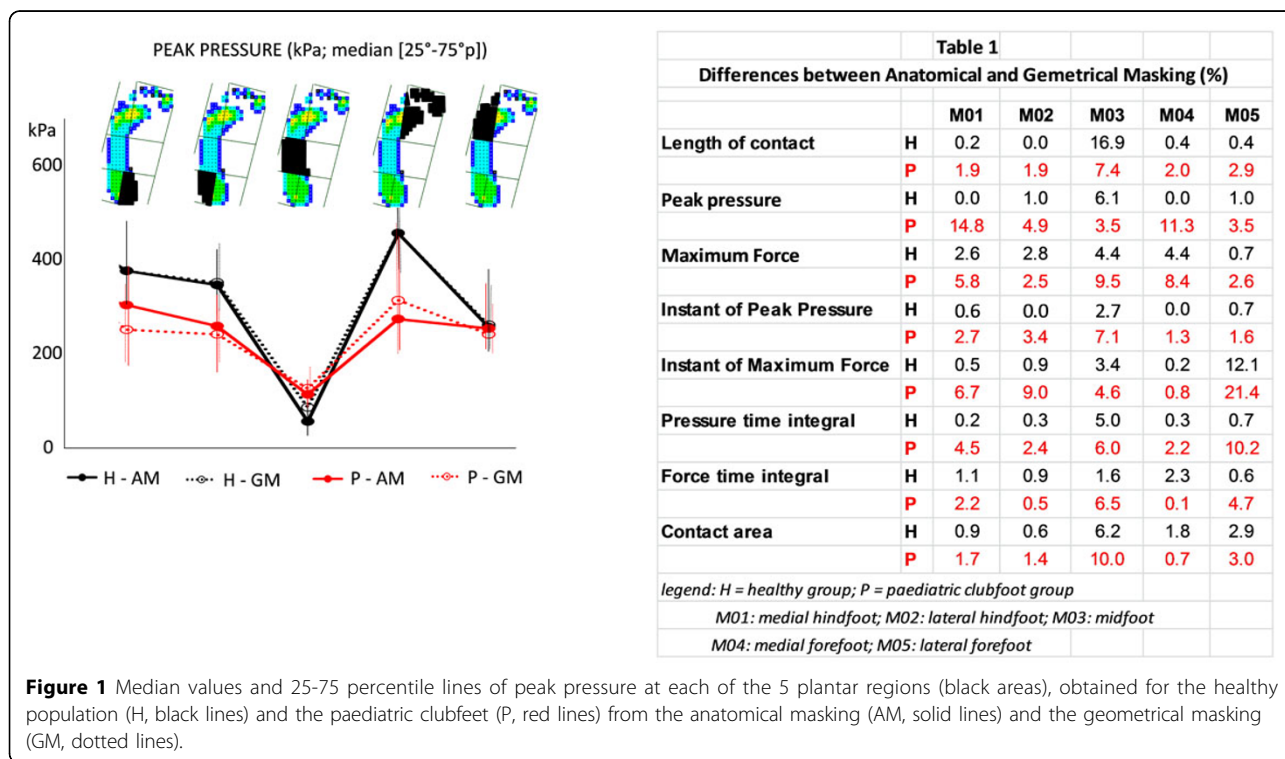 PEAK PRESSURE (kPa; median [25°-75°p])
kPa
600
400
200
0
H - AM H - GM P - AM P - GM
Table 1
Differences between Anatomical and Gemetrical Masking (%)
M01 M02 M03 M04 M05
Length of contact H 0.2 0.0 16.9 0.4 0.4
P 1.9 1.9 7.4 2.0 2.9
Peak pressure H 0.0 1.0 6.1 0.0 1.0
P 14.8 4.9 3.5 11.3 3.5
Maximum Force H 2.6 2.8 4.4 4.4 0.7
P 5.8 2.5 9.5 8.4 2.6
Instant of Peak Pressure H 0.6 0.0 2.7 0.0 0.7
P 2.7 3.4 7.1 1.3 1.6
Instant of Maximum Force H 0.5 0.9 3.4 0.2 12.1
P 6.7 9.0 4.6 0.8 21.4
Pressure time integral H 0.2 0.3 5.0 0.3 0.7
P 4.5 2.4 6.0 2.2 10.2
Force time integral H 1.1 0.9 1.6 2.3 0.6
P 2.2 0.5 6.5 0.1 4.7
Contact area H 0.9 0.6 6.2 1.8 2.9
P 1.7 1.4 10.0 0.7 3.0
legend: H = healthy group; P = paediatric clubfoot group
M01: medial hindfoot; M02: lateral hindfoot; M03: midfoot
M04: medial forefoot; M05: lateral forefoot
Figure 1 Median values and 25-75 percentile lines of peak pressure at each of the 5 plantar regions (black areas), obtained for the healthy
population (H, black lines) and the paediatric clubfeet (P, red lines) from the anatomical masking (AM, solid lines) and the geometrical masking
(GM, dotted lines).